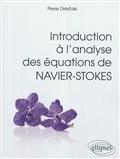 Pierre Dreyfuss
Introduction
à l'analyse
des équations de
NAVIER-STOKES
ellipses